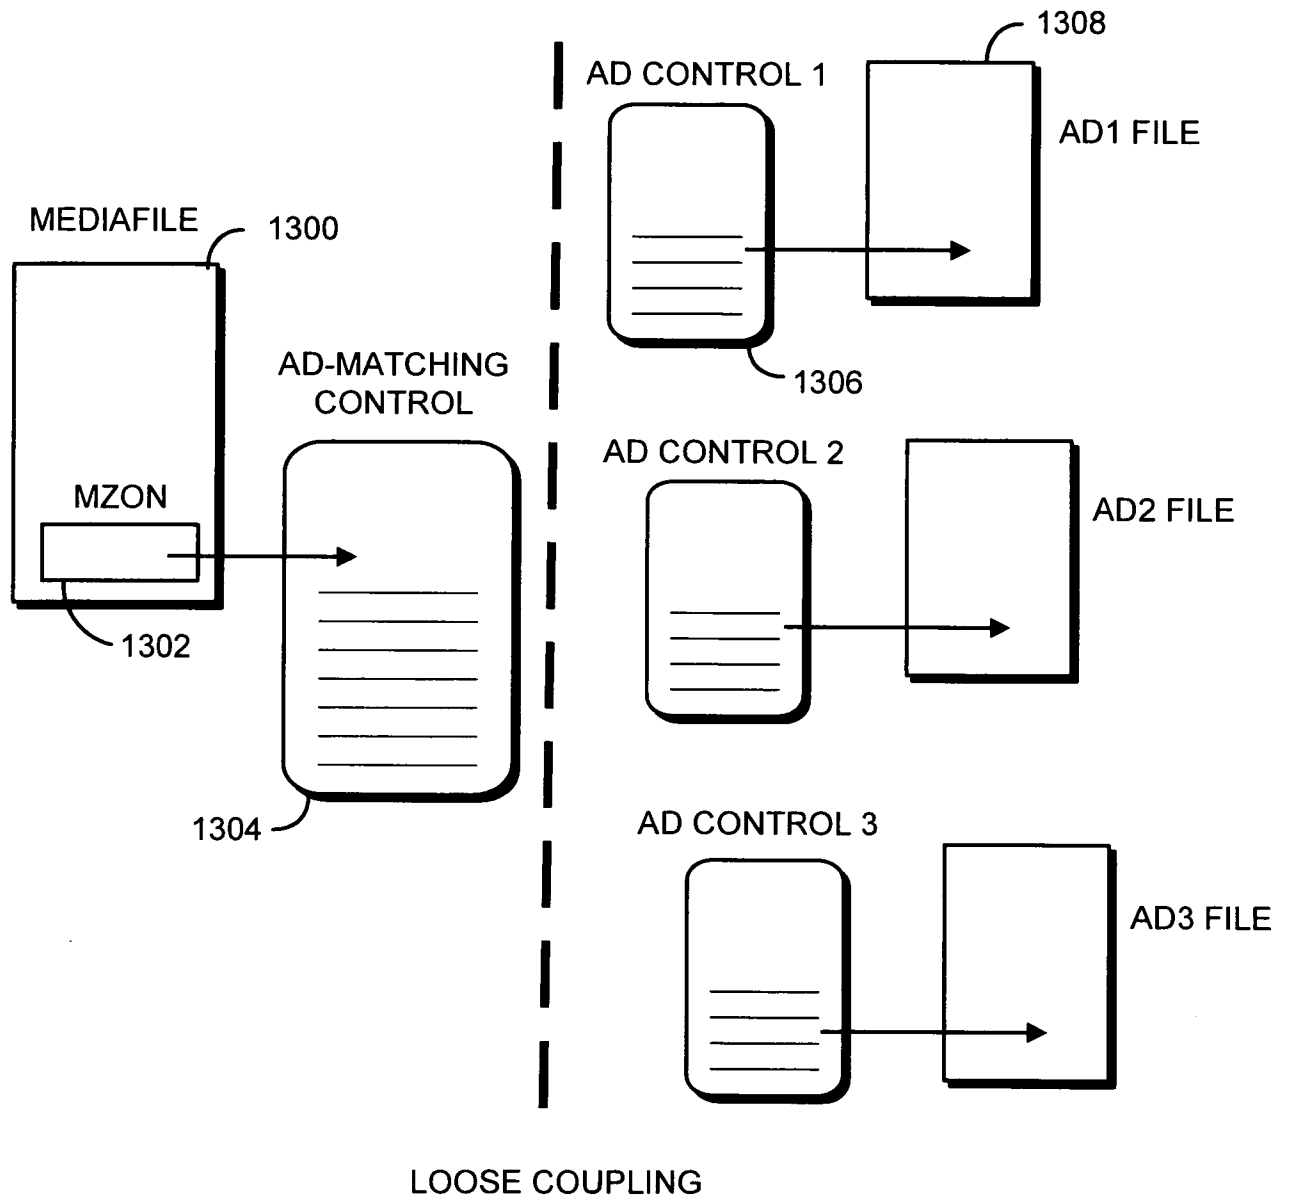 1308
AD CONTROL 1
AD1 FILE
MEDIAFILE
1300
AD-MATCHING
CONTROL
1306
AD CONTROL 2
MZON
AD2 FILE
1302
1304
AD CONTROL 3
AD3 FILE
LOOSE COUPLING